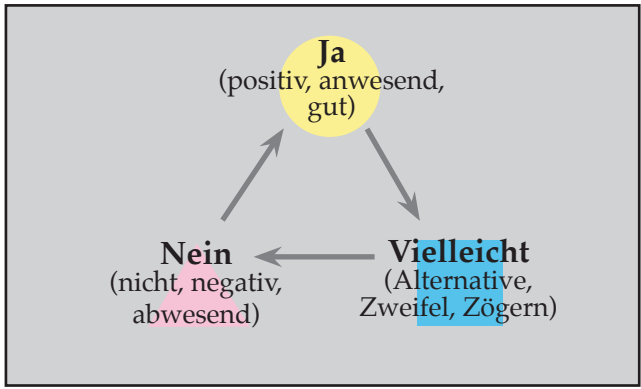 Ja
(positiv, anwesend,
gut)
Nein
(nicht, negativ,
abwesend)
Vielleicht
(Alternative,
Zweifel, Zögern)